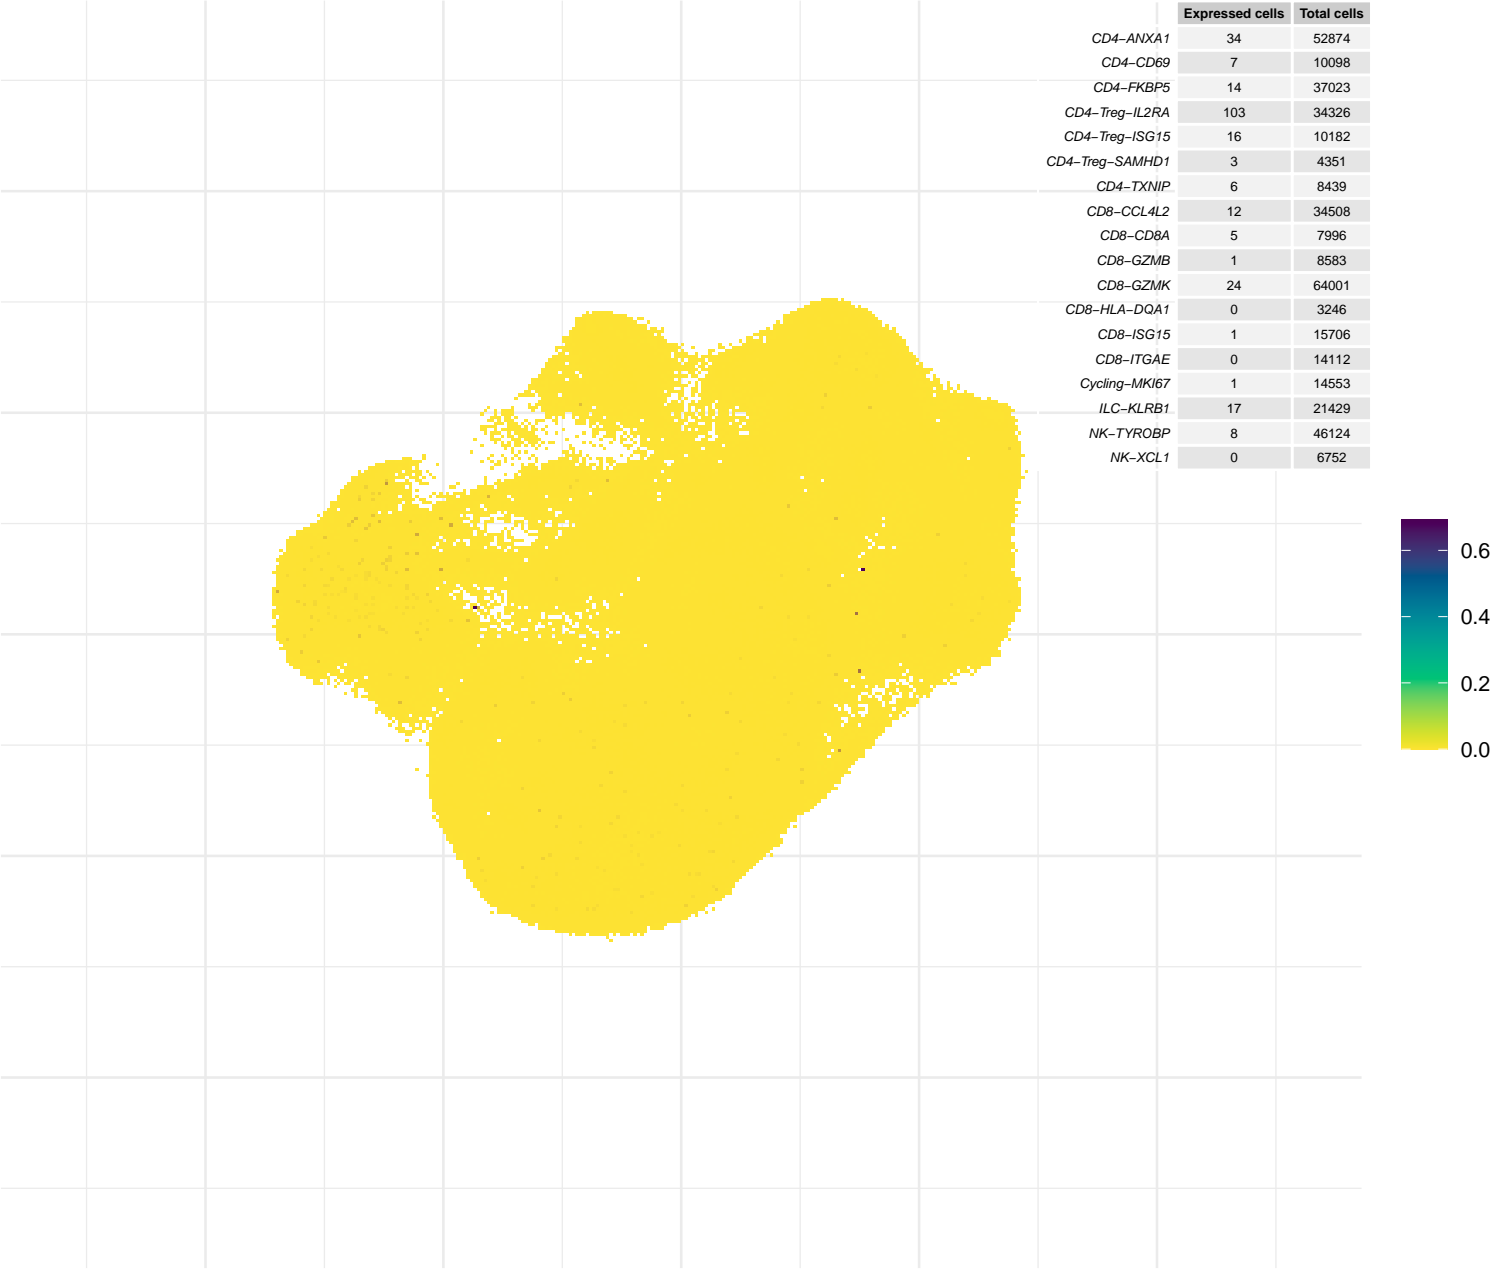 Expressed cells Total cells
CD4−ANXA1 34 52874
CD4−CD69 7 10098
CD4−FKBP5 14 37023
CD4−Treg−IL2RA 103 34326
CD4−Treg−ISG15 16 10182
CD4−Treg−SAMHD1 3 4351
CD4−TXNIP 6 8439
CD8−CCL4L2 12 34508
CD8−CD8A 5 7996
CD8−GZMB 1 8583
CD8−GZMK 24 64001
CD8−HLA−DQA1 0 3246
CD8−ISG15 1 15706
CD8−ITGAE 0 14112
Cycling−MKI67 1 14553
ILC−KLRB1 17 21429
NK−TYROBP 8 46124
NK−XCL1 0 6752
0.6
0.4
0.2
0.0